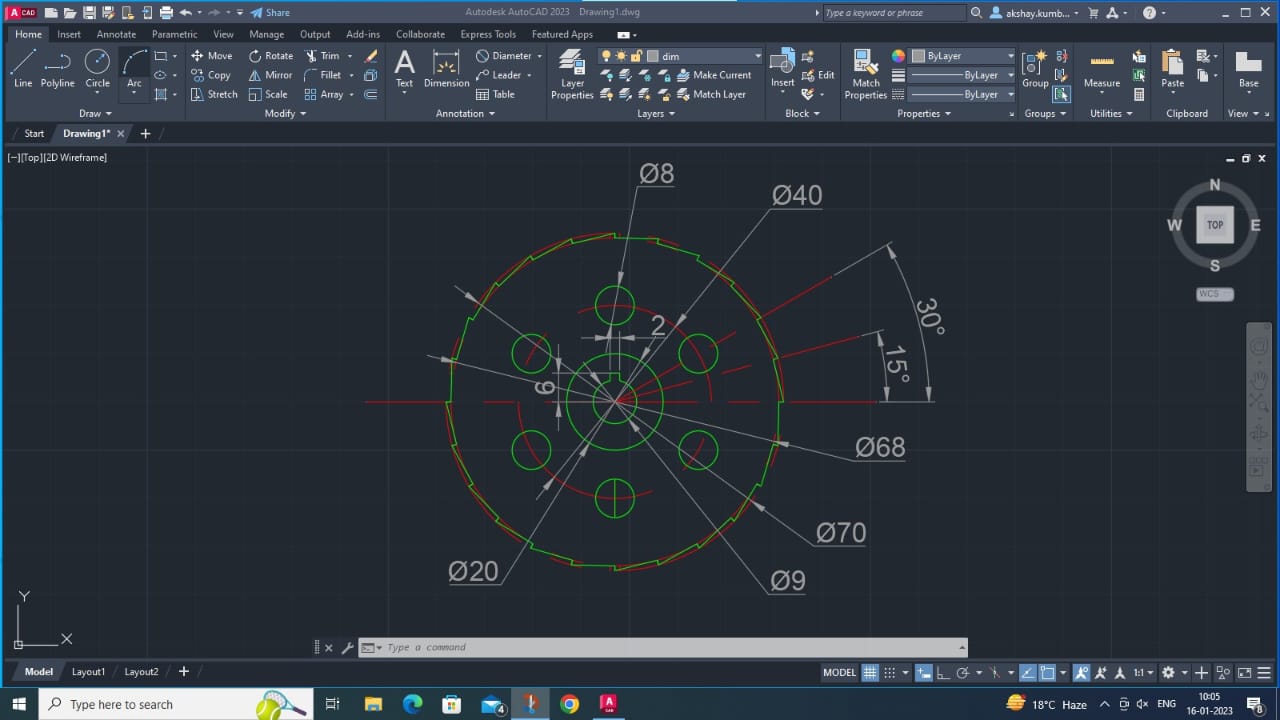 A CAD Share Autodesk AutoCAD 2023 Drawing1.dwg Type a keyword or phrase akshay.kumb... ?
Home Insert Annotate Parametric View Manage Output Add-ins Collaborate Express Tools Featured Apps
Line Polyline Circle Arc
Move Rotate Trim
Copy Mirror Fillet
Stretch Scale Array
Text Dimension
Diameter
Leader
Table
Layer Properties
dim
Make Current
Match Layer
Insert
Edit
Match Properties
ByLayer
ByLayer
ByLayer
Group
Measure
Paste
Base
Draw Modify Annotation Layers Block Properties Groups Utilities Clipboard View
Start Drawing1* +
[−][Top][2D Wireframe]
N
W TOP E
S
WCS
Ø8
Ø40
30°
2
15°
6
Ø68
Ø70
Ø20
Ø9
Y
X
Type a command
Model Layout1 Layout2 +
MODEL 1:1
Type here to search
4
18°C Haze ENG
10:05
16-01-2023
8